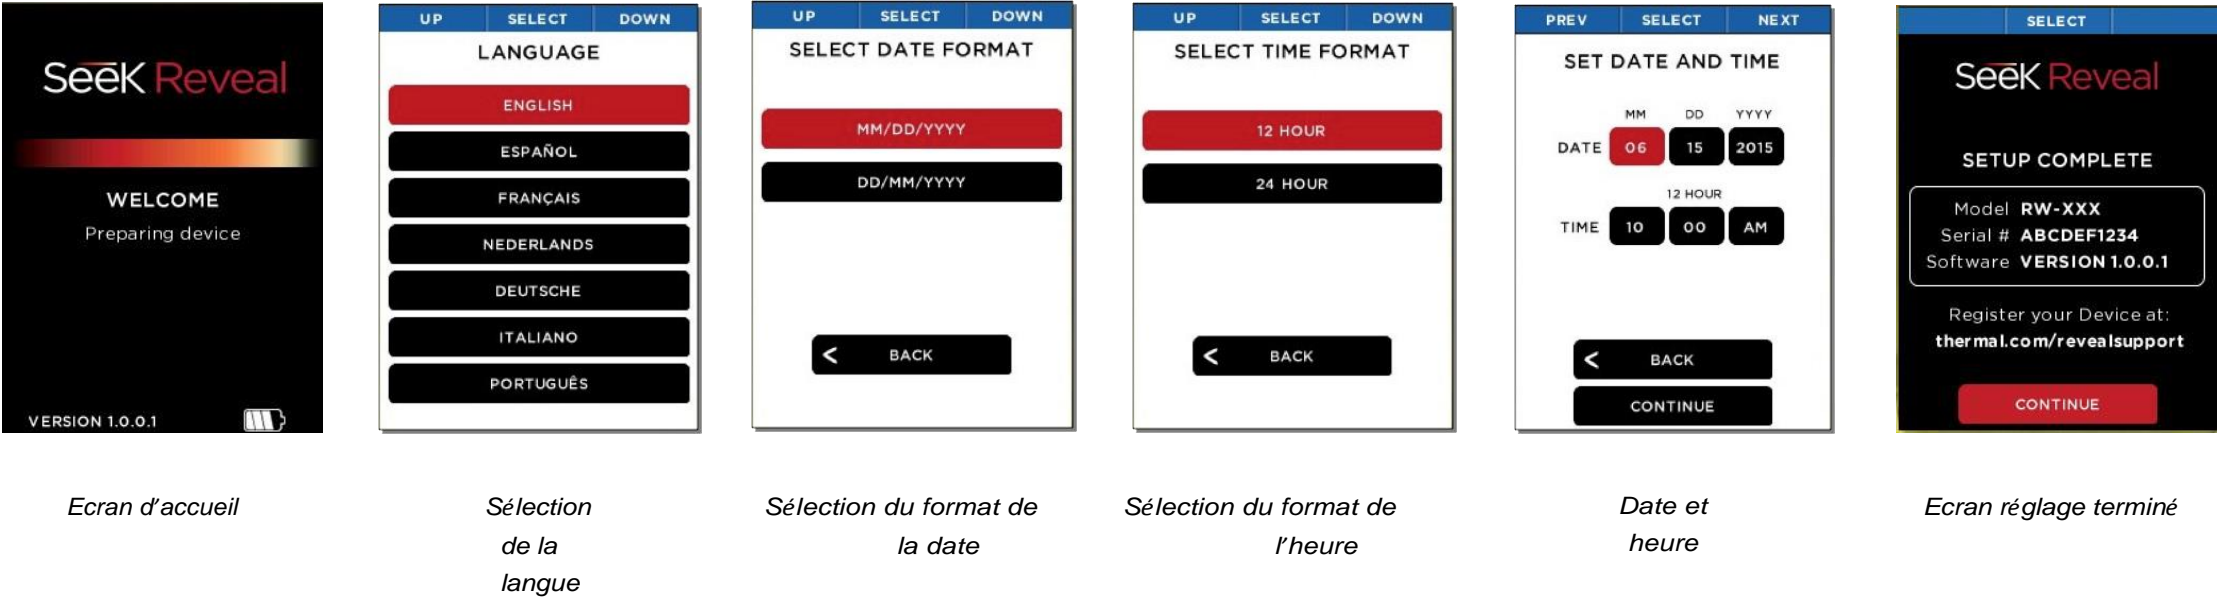 SeeK Reveal
WELCOME
Preparing device
VERSION 1.0.0.1
UP SELECT DOWN
LANGUAGE
ENGLISH
ESPAÑOL
FRANÇAIS
NEDERLANDS
DEUTSCHE
ITALIANO
PORTUGUÊS
UP SELECT DOWN
SELECT DATE FORMAT
MM/DD/YYYY
DD/MM/YYYY
< BACK
UP SELECT DOWN
SELECT TIME FORMAT
12 HOUR
24 HOUR
< BACK
PREV SELECT NEXT
SET DATE AND TIME
MM DD YYYY
DATE 06 15 2015
12 HOUR
TIME 10 00 AM
< BACK
CONTINUE
SELECT
SeeK Reveal
SETUP COMPLETE
Model RW-XXX
Serial # ABCDEF1234
Software VERSION 1.0.0.1
Register your Device at:
thermal.com/revealsupport
CONTINUE
Ecran d'accueil
Sélection
de la
langue
Sélection du format de
la date
Sélection du format de
l'heure
Date et
heure
Ecran réglage terminé